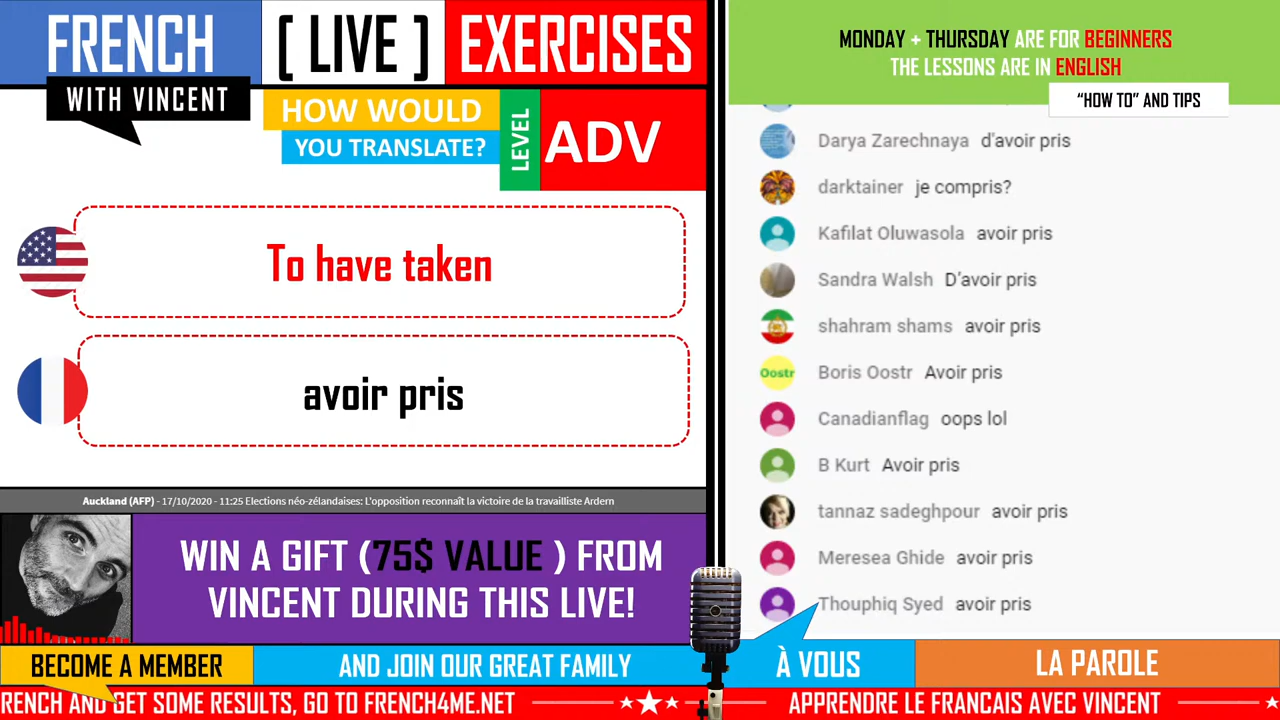 FRENCH
WITH VINCENT
[ LIVE ]
EXERCISES
HOW WOULD
YOU TRANSLATE?
LEVEL
ADV
To have taken
avoir pris
Auckland (AFP) - 17/10/2020 - 11:25 Elections néo-zélandaises: L'opposition reconnaît la victoire de la travailliste Ardern
WIN A GIFT (75$ VALUE ) FROM
VINCENT DURING THIS LIVE!
BECOME A MEMBER
AND JOIN OUR GREAT FAMILY
MONDAY + THURSDAY ARE FOR BEGINNERS
THE LESSONS ARE IN ENGLISH
“HOW TO” AND TIPS
Darya Zarechnaya d'avoir pris
darktainer je compris?
Kafilat Oluwasola avoir pris
Sandra Walsh D'avoir pris
shahram shams avoir pris
Oostr
Boris Oostr Avoir pris
Canadianflag oops lol
B Kurt Avoir pris
tannaz sadeghpour avoir pris
Meresea Ghide avoir pris
Thouphiq Syed avoir pris
À VOUS
LA PAROLE
RENCH AND GET SOME RESULTS, GO TO FRENCH4ME.NET
APPRENDRE LE FRANCAIS AVEC VINCENT